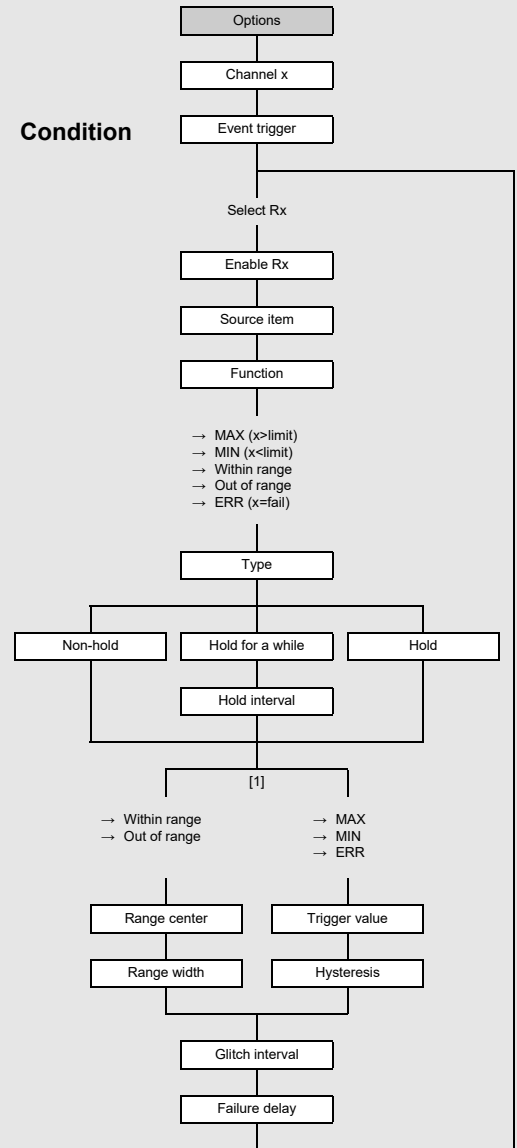 Options
Channel x
Condition
Event trigger
Select Rx
Enable Rx
Source item
Function
→ MAX (x>limit)
→ MIN (x<limit)
→ Within range
→ Out of range
→ ERR (x=fail)
Type
Non-hold
Hold for a while
Hold
Hold interval
[1]
→ Within range
→ Out of range
→ MAX
→ MIN
→ ERR
Range center
Trigger value
Range width
Hysteresis
Glitch interval
Failure delay